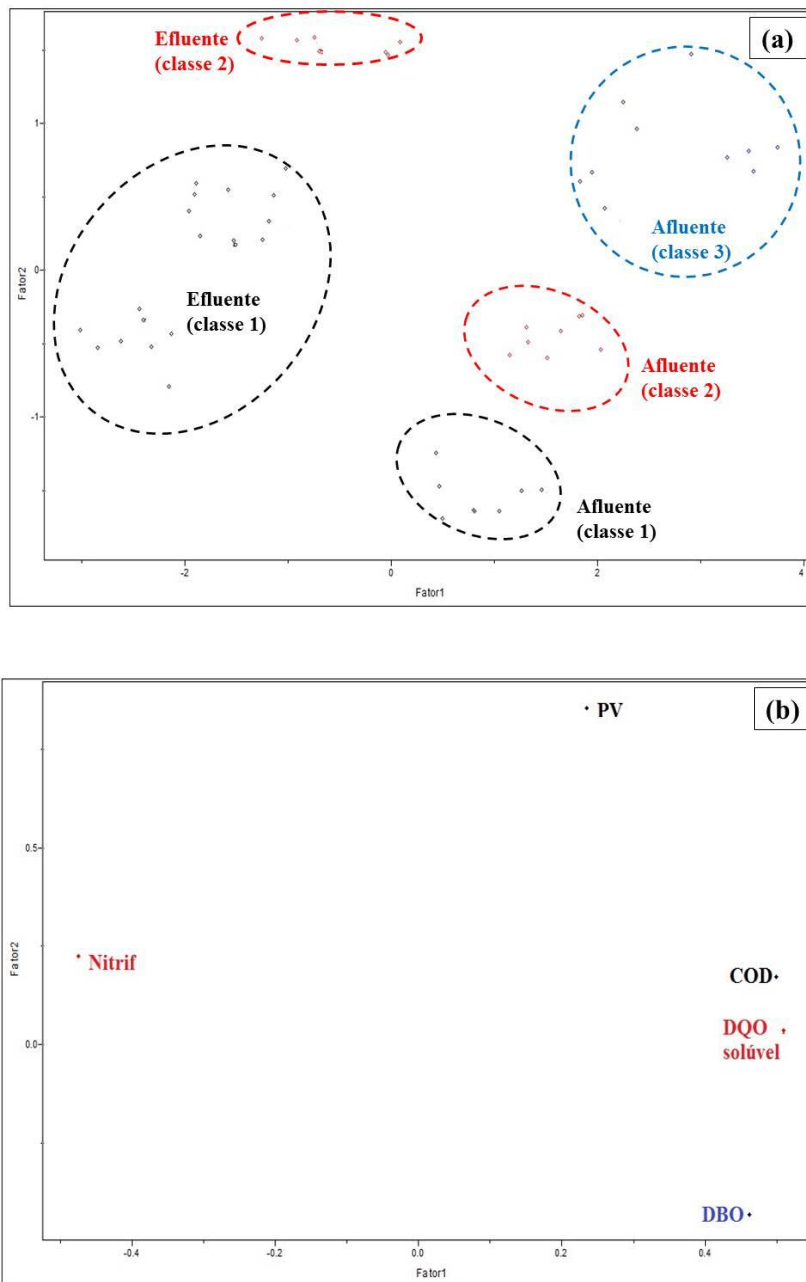 (a)
Efluente
(classe 2)
Afluente
(classe 3)
Efluente
(classe 1)
Afluente
(classe 2)
Afluente
(classe 1)
1
0
-1
Fator2
-2
0
2
4
Fator1
(b)
PV
Nitrif
COD
DQO
solúvel
DBO
0.5
0.0
Fator2
-0.4
-0.2
0.0
0.2
0.4
Fator1